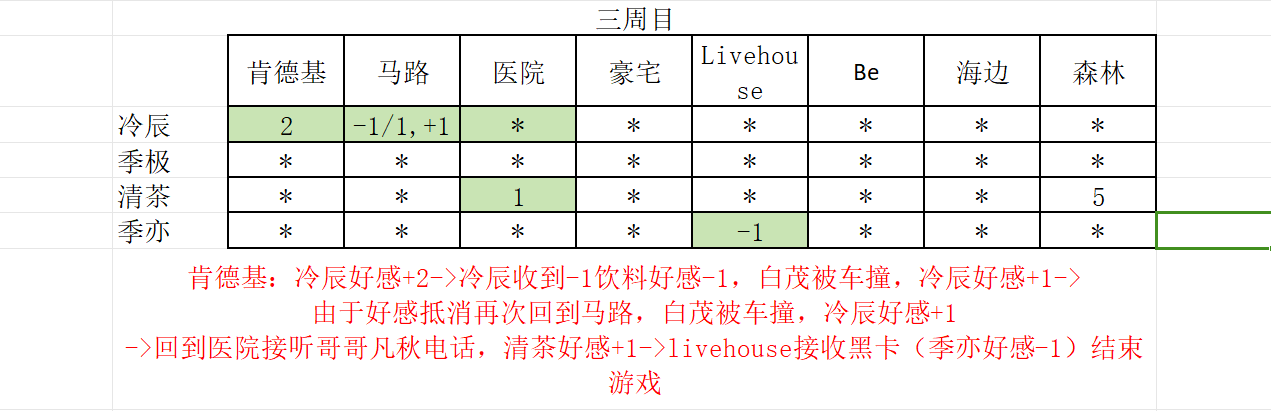 三周目
肯德基 马路 医院 豪宅 Livehou
se Be 海边 森林
冷辰 2 -1/1,+1 * * * * * *
季极 * * * * * * * *
清茶 * * 1 * * * * 5
季亦 * * * * -1 * * *
肯德基：冷辰好感+2->冷辰收到-1饮料好感-1，白茂被车撞，冷辰好感+1->
由于好感抵消再次回到马路，白茂被车撞，冷辰好感+1
->回到医院接听哥哥凡秋电话，清茶好感+1->livehouse接收黑卡（季亦好感-1）结束
游戏